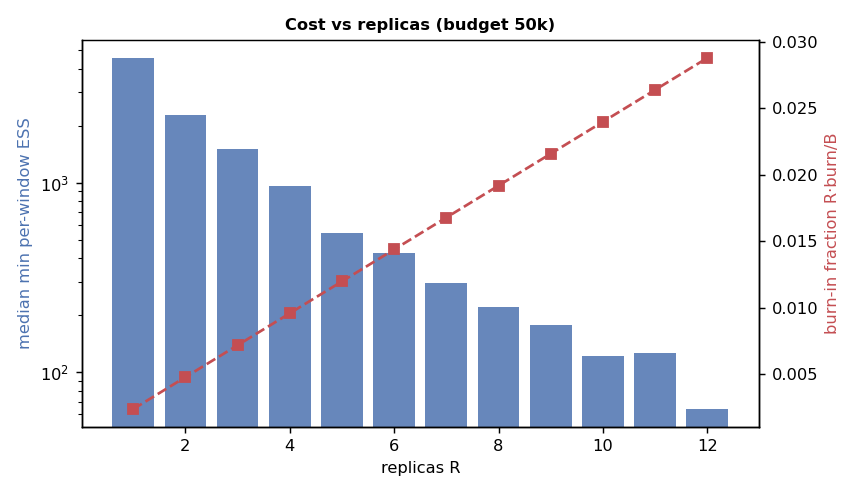 Cost vs replicas (budget 50k)
median min per-window ESS
10³
10²
0.030
0.025
0.020
0.015
0.010
0.005
burn-in fraction R·burn/B
2 4 6 8 10 12
replicas R